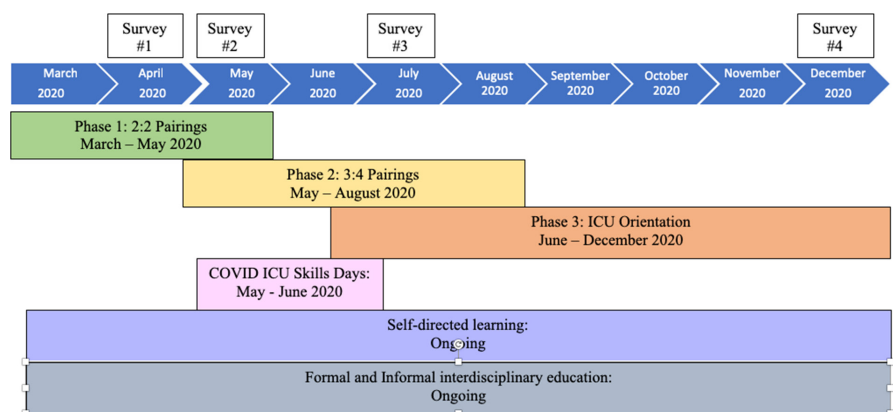 Survey
#1
Survey
#2
Survey
#3
Survey
#4
March
2020
April
2020
May
2020
June
2020
July
2020
August
2020
September
2020
October
2020
November
2020
December
2020
Phase 1: 2:2 Pairings
March – May 2020
Phase 2: 3:4 Pairings
May – August 2020
Phase 3: ICU Orientation
June – December 2020
COVID ICU Skills Days:
May - June 2020
Self-directed learning:
Ongoing
Formal and Informal interdisciplinary education:
Ongoing